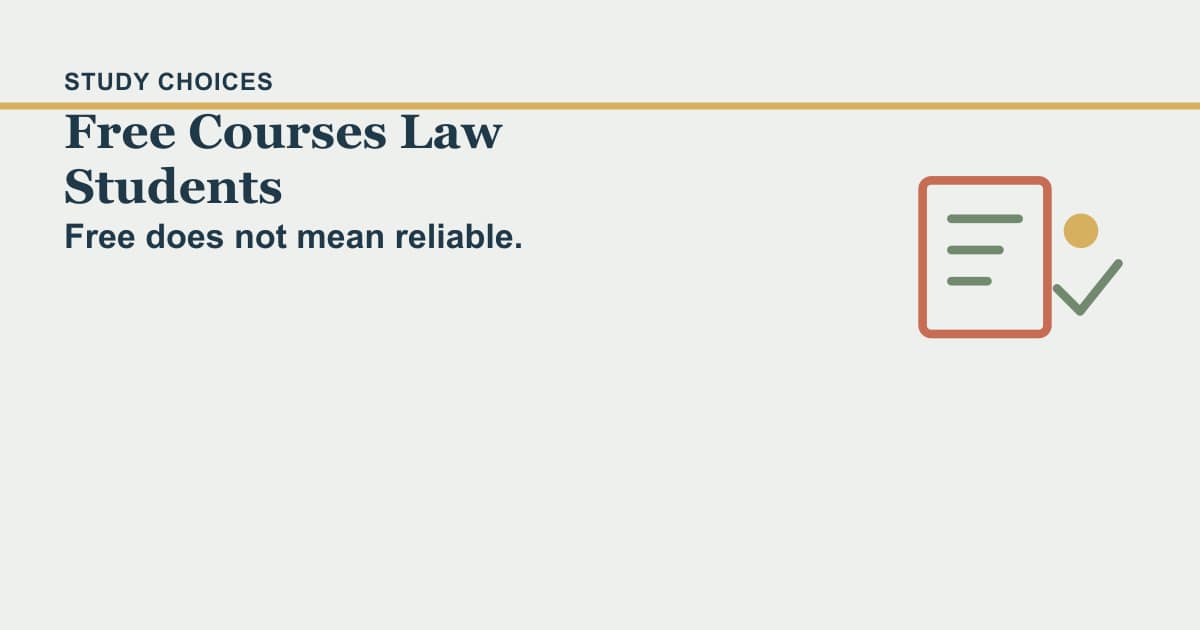 STUDY CHOICES
Free Courses Law
Students
Free does not mean reliable.